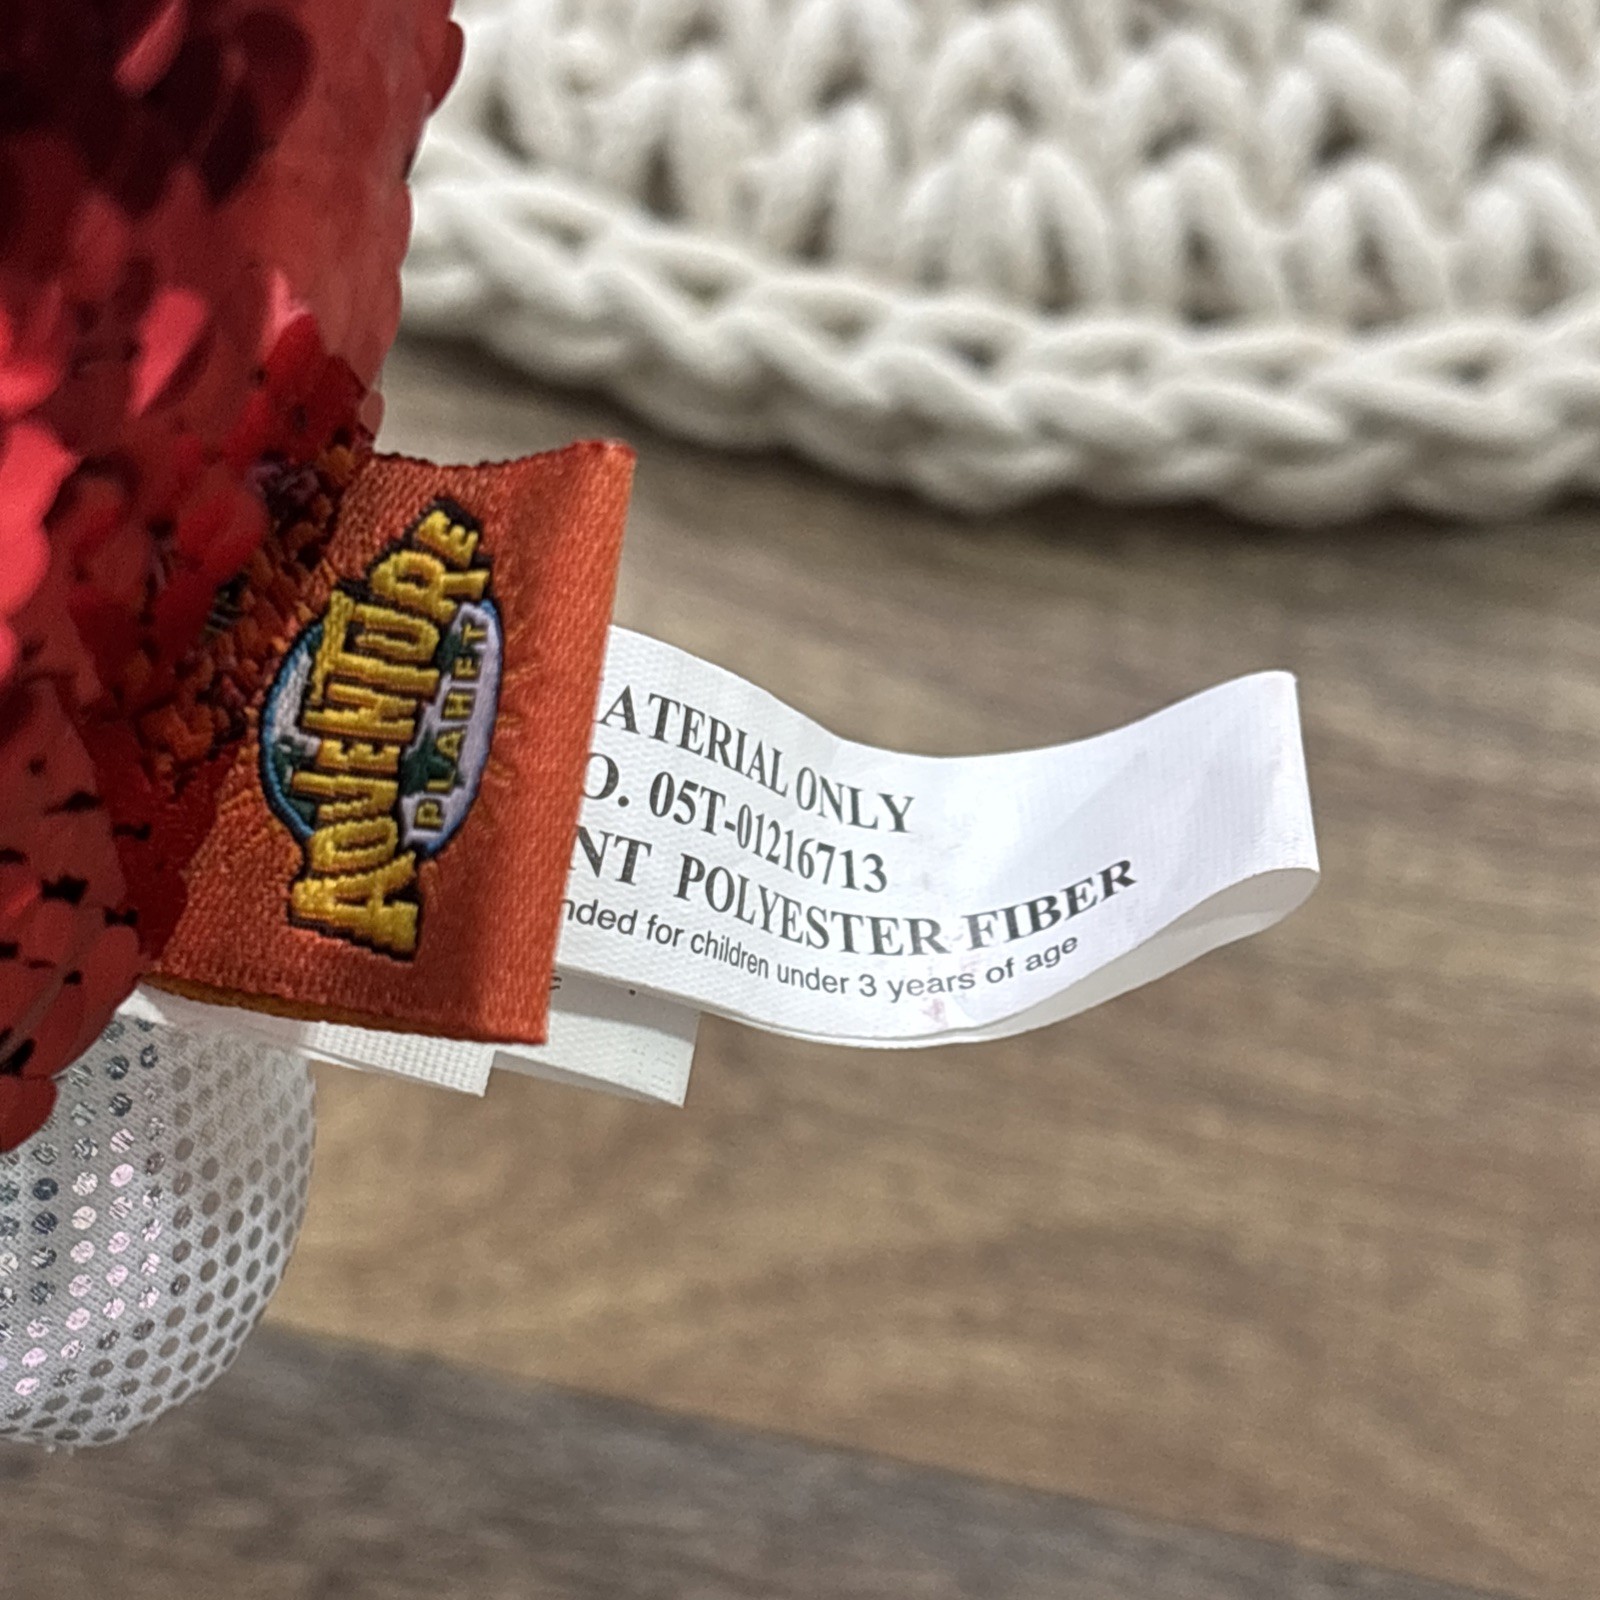 ADVENTURE
PLANET
ATERIAL ONLY
O. 05T-01216713
NT POLYESTER FIBER
nded for children under 3 years of age